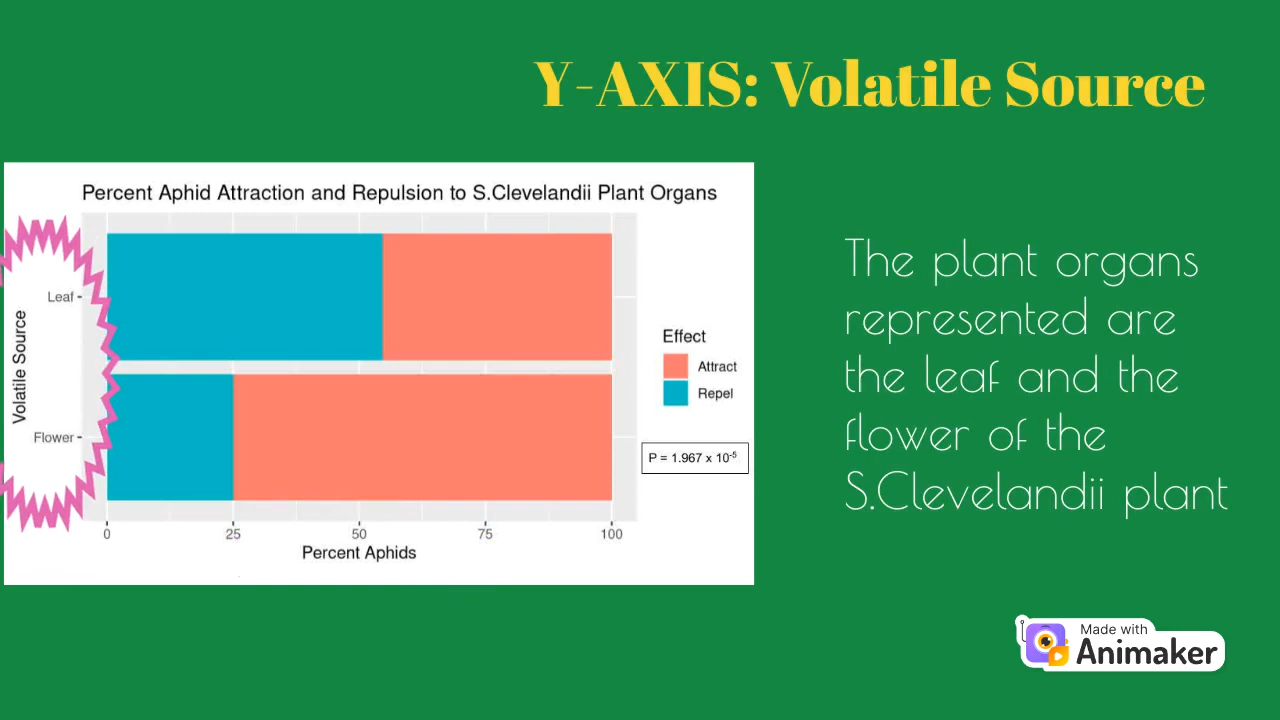 Y-AXIS: Volatile Source
Percent Aphid Attraction and Repulsion to S.Clevelandii Plant Organs
Volatile Source
Leaf
Flower
0 25 50 75 100
Percent Aphids
Effect
Attract
Repel
P = 1.967 x 10⁻⁵
The plant organs
represented are
the leaf and the
flower of the
S.Clevelandii plant
Made with
Animaker